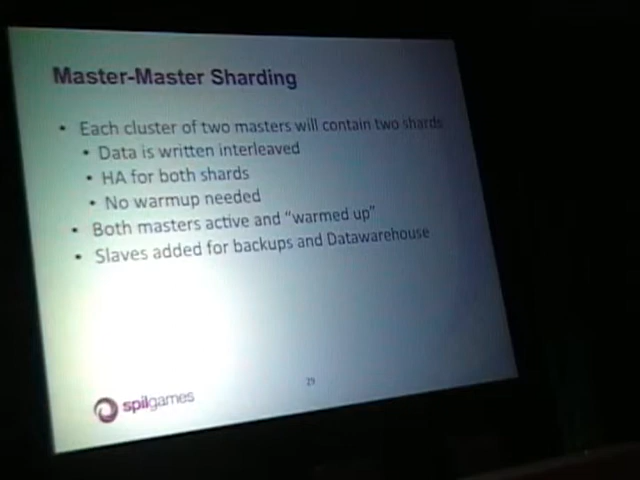 Master-Master Sharding
• Each cluster of two masters will contain two shards
• Data is written interleaved
• HA for both shards
• No warmup needed
• Both masters active and “warmed up”
• Slaves added for backups and Datawarehouse
29
spilgames